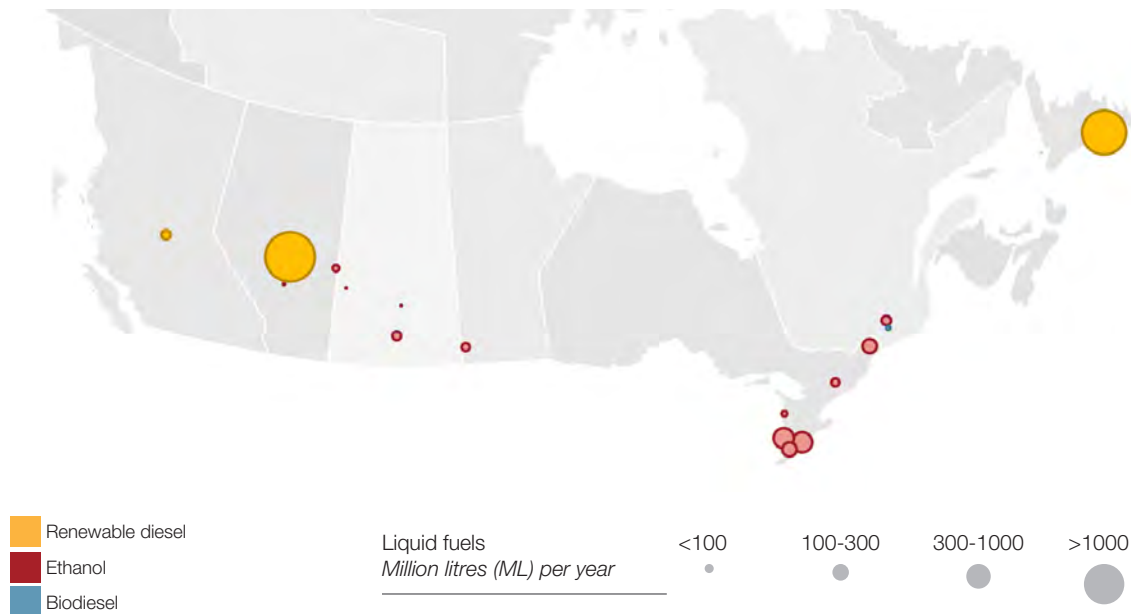 Renewable diesel
Ethanol
Biodiesel
Liquid fuels
Million litres (ML) per year
<100
100-300
300-1000
>1000